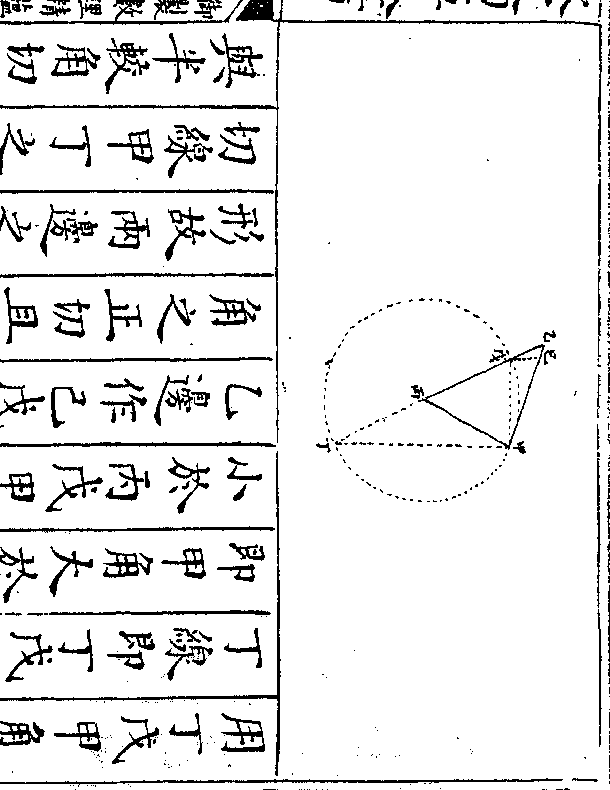 乙
己
戊
丙
甲
丁
用丁戊甲角
丁線即丁戊
即甲角大於
小於丙戊甲
乙邊作己戊
角之正切且
形故兩邊之
切線甲丁之
與半較角切
御製數理精蘊